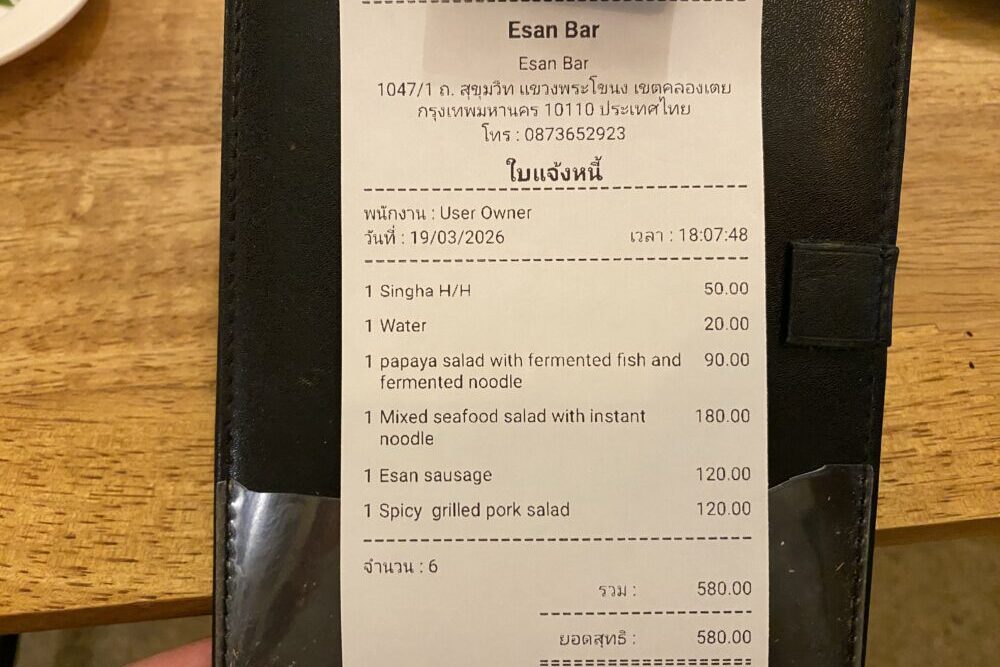 Esan Bar
Esan Bar
1047/1 ถ. สุขุมวิท แขวงพระโขนง เขตคลองเตย
กรุงเทพมหานคร 10110 ประเทศไทย
โทร : 0873652923
ใบแจ้งหนี้
พนักงาน : User Owner
วันที่ : 19/03/2026 เวลา : 18:07:48
1 Singha H/H 50.00
1 Water 20.00
1 papaya salad with fermented fish and 90.00
fermented noodle
1 Mixed seafood salad with instant 180.00
noodle
1 Esan sausage 120.00
1 Spicy grilled pork salad 120.00
จำนวน : 6
รวม : 580.00
ยอดสุทธิ : 580.00